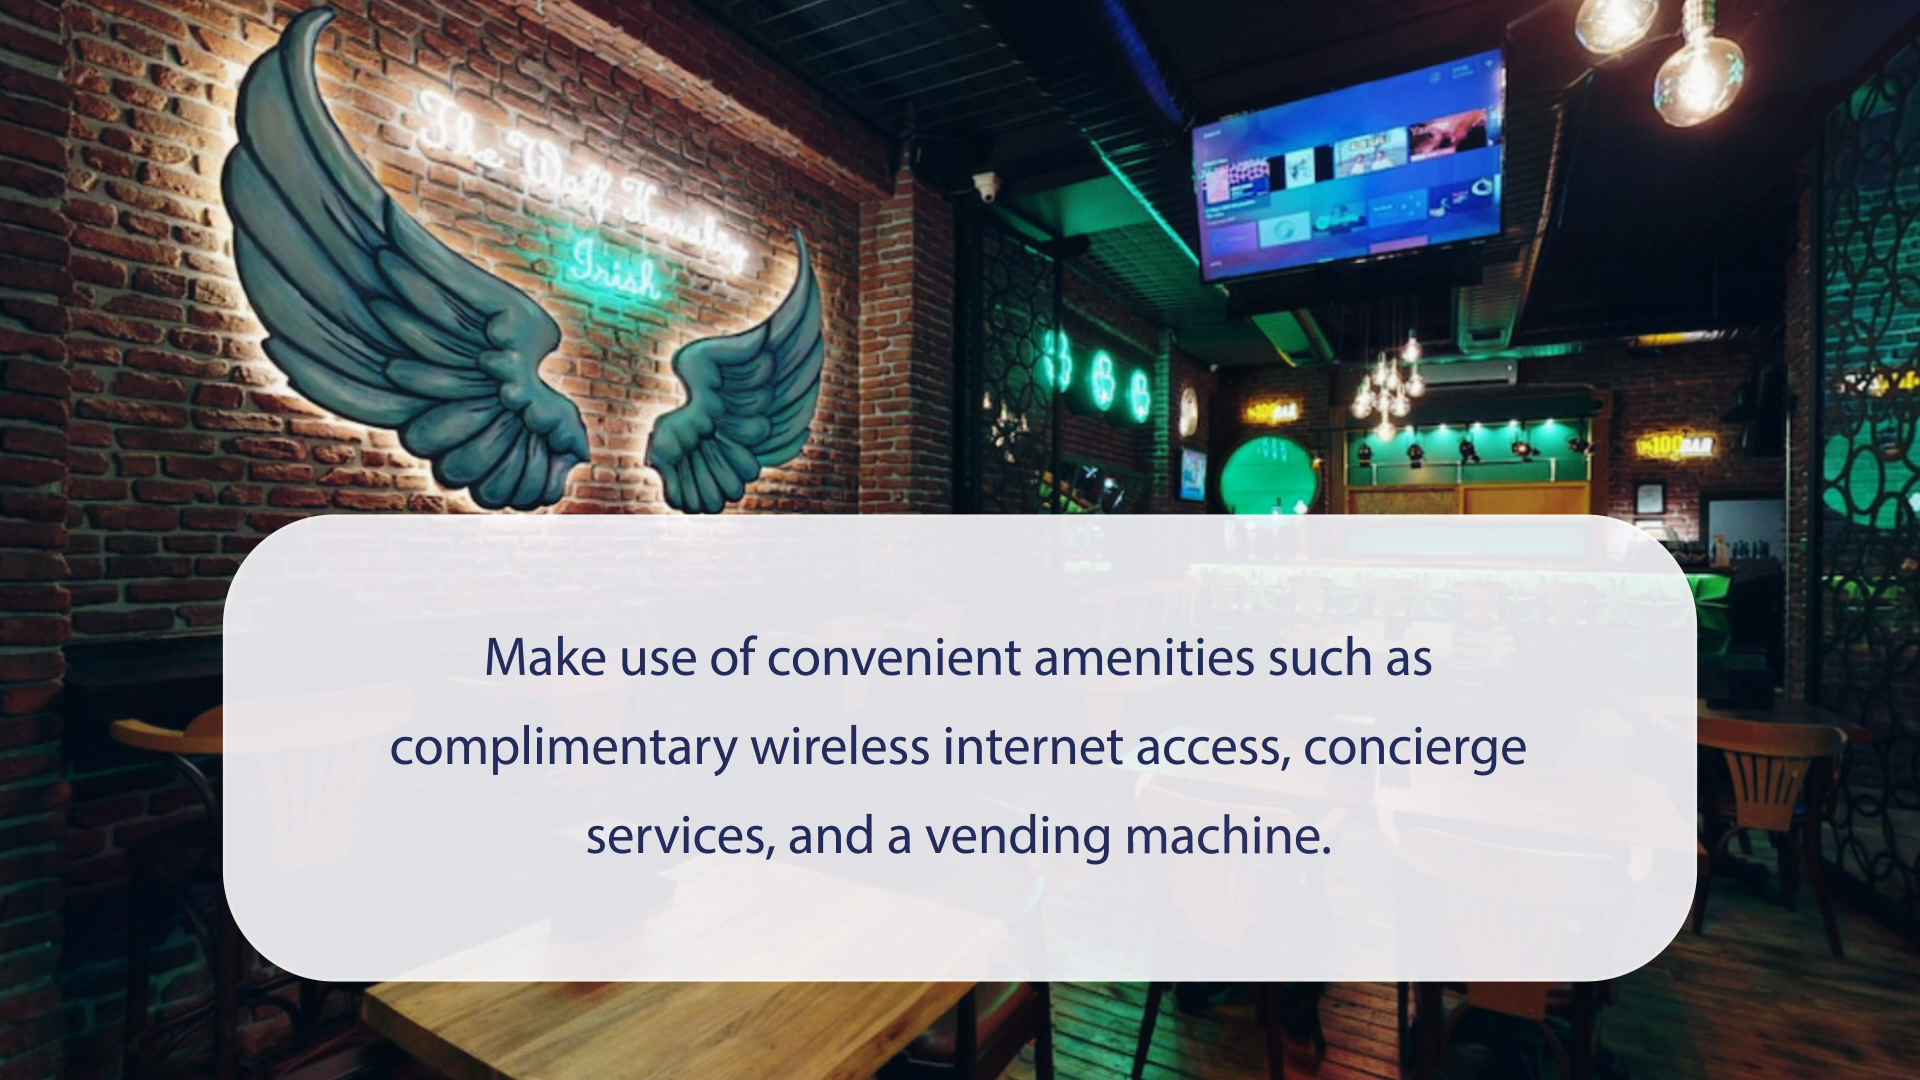 The Wolf Karaköy
Irish
Make use of convenient amenities such as
complimentary wireless internet access, concierge
services, and a vending machine.